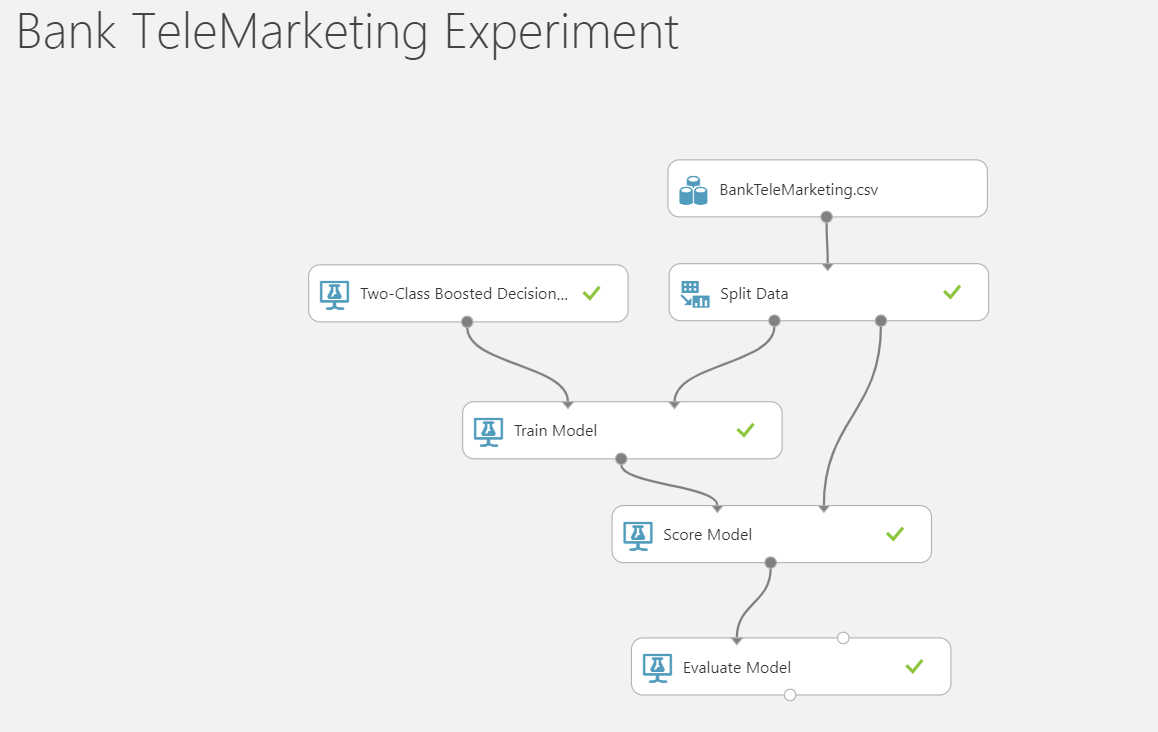 Bank TeleMarketing Experiment
BankTeleMarketing.csv
Two-Class Boosted Decision...
Split Data
Train Model
Score Model
Evaluate Model